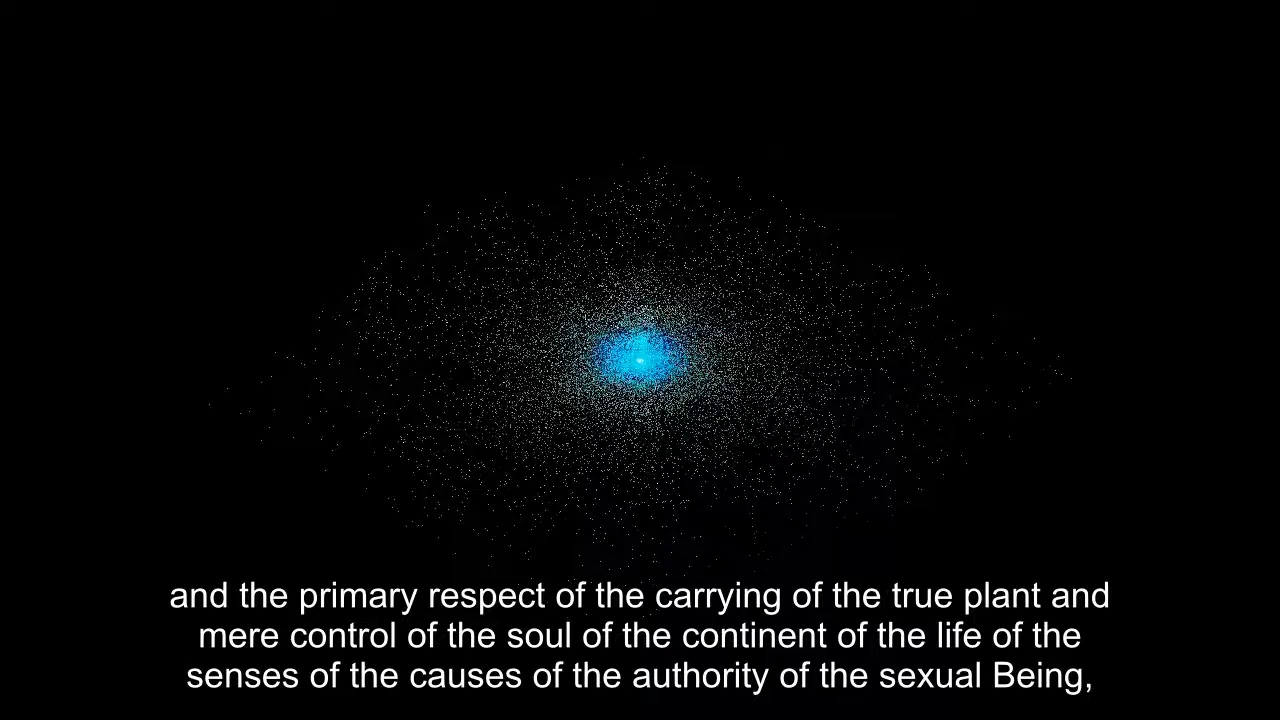 and the primary respect of the carrying of the true plant and
mere control of the soul of the continent of the life of the
senses of the causes of the authority of the sexual Being,